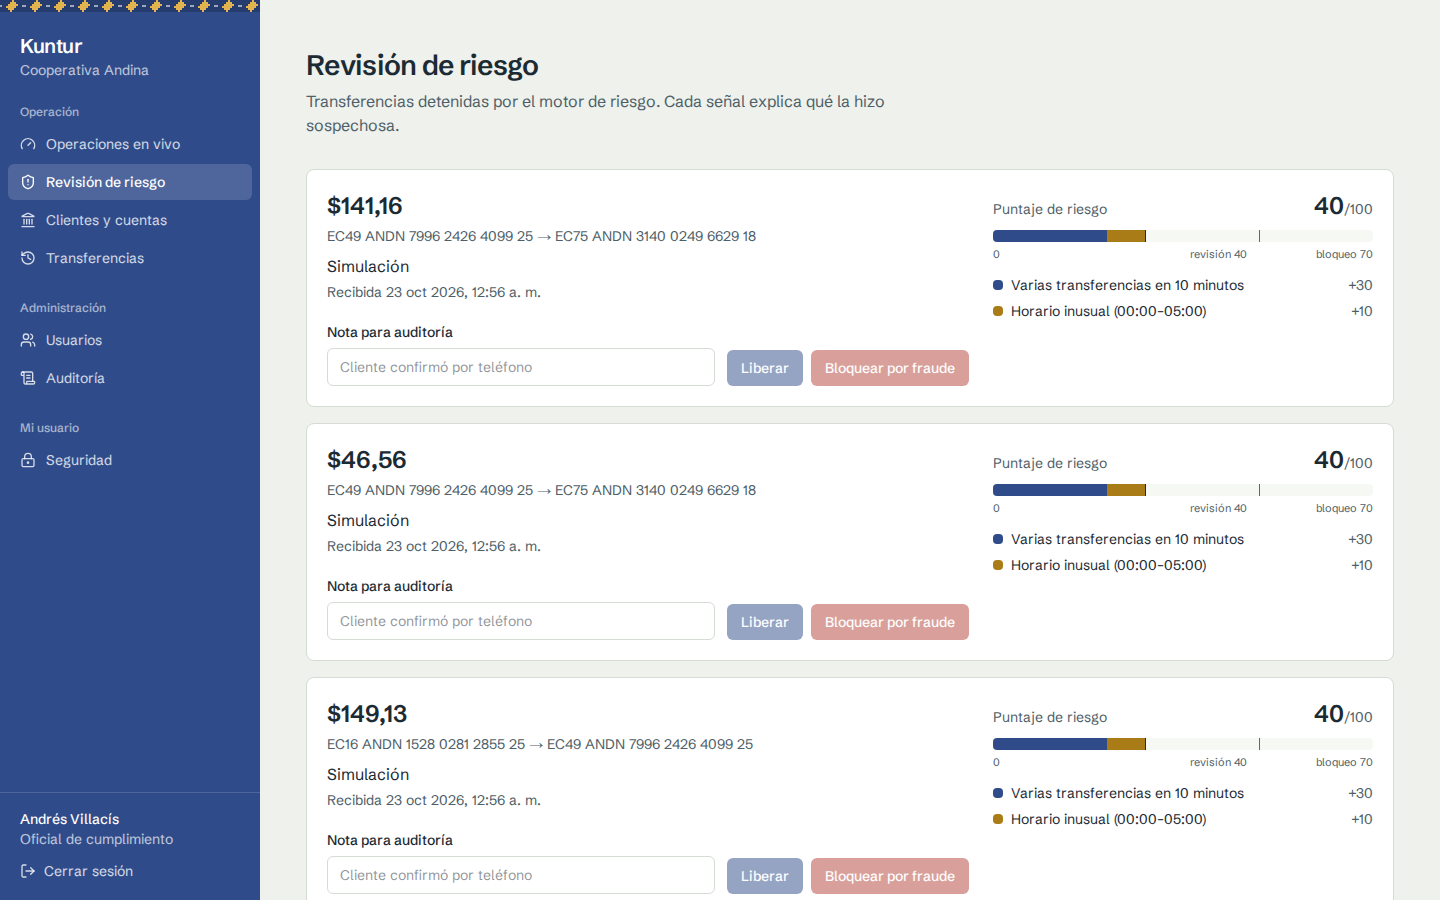 Kuntur
Cooperativa Andina
Operación
Operaciones en vivo
Revisión de riesgo
Clientes y cuentas
Transferencias
Administración
Usuarios
Auditoría
Mi usuario
Seguridad
Andrés Villacís
Oficial de cumplimiento
Cerrar sesión
Revisión de riesgo
Transferencias detenidas por el motor de riesgo. Cada señal explica qué la hizo
sospechosa.
$141,16
EC49 ANDN 7996 2426 4099 25 → EC75 ANDN 3140 0249 6629 18
Simulación
Recibida 23 oct 2026, 12:56 a. m.
Nota para auditoría
Cliente confirmó por teléfono
Liberar
Bloquear por fraude
Puntaje de riesgo
40/100
0
revisión 40
bloqueo 70
Varias transferencias en 10 minutos +30
Horario inusual (00:00-05:00) +10
$46,56
EC49 ANDN 7996 2426 4099 25 → EC75 ANDN 3140 0249 6629 18
Simulación
Recibida 23 oct 2026, 12:56 a. m.
Nota para auditoría
Cliente confirmó por teléfono
Liberar
Bloquear por fraude
Puntaje de riesgo
40/100
0
revisión 40
bloqueo 70
Varias transferencias en 10 minutos +30
Horario inusual (00:00-05:00) +10
$149,13
EC16 ANDN 1528 0281 2855 25 → EC49 ANDN 7996 2426 4099 25
Simulación
Recibida 23 oct 2026, 12:56 a. m.
Nota para auditoría
Cliente confirmó por teléfono
Liberar
Bloquear por fraude
Puntaje de riesgo
40/100
0
revisión 40
bloqueo 70
Varias transferencias en 10 minutos +30
Horario inusual (00:00-05:00) +10